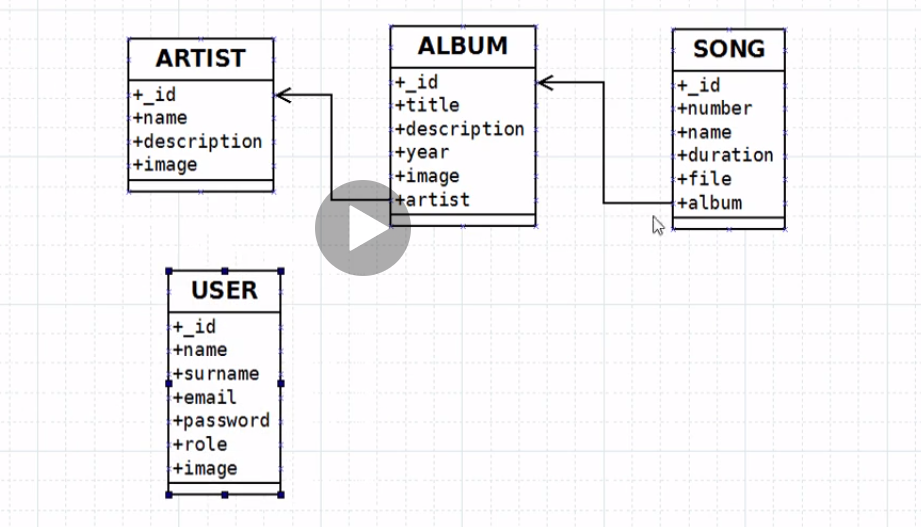 ARTIST
+_id
+name
+description
+image
ALBUM
+_id
+title
+description
+year
+image
+artist
SONG
+_id
+number
+name
+duration
+file
+album
USER
+_id
+name
+surname
+email
+password
+role
+image